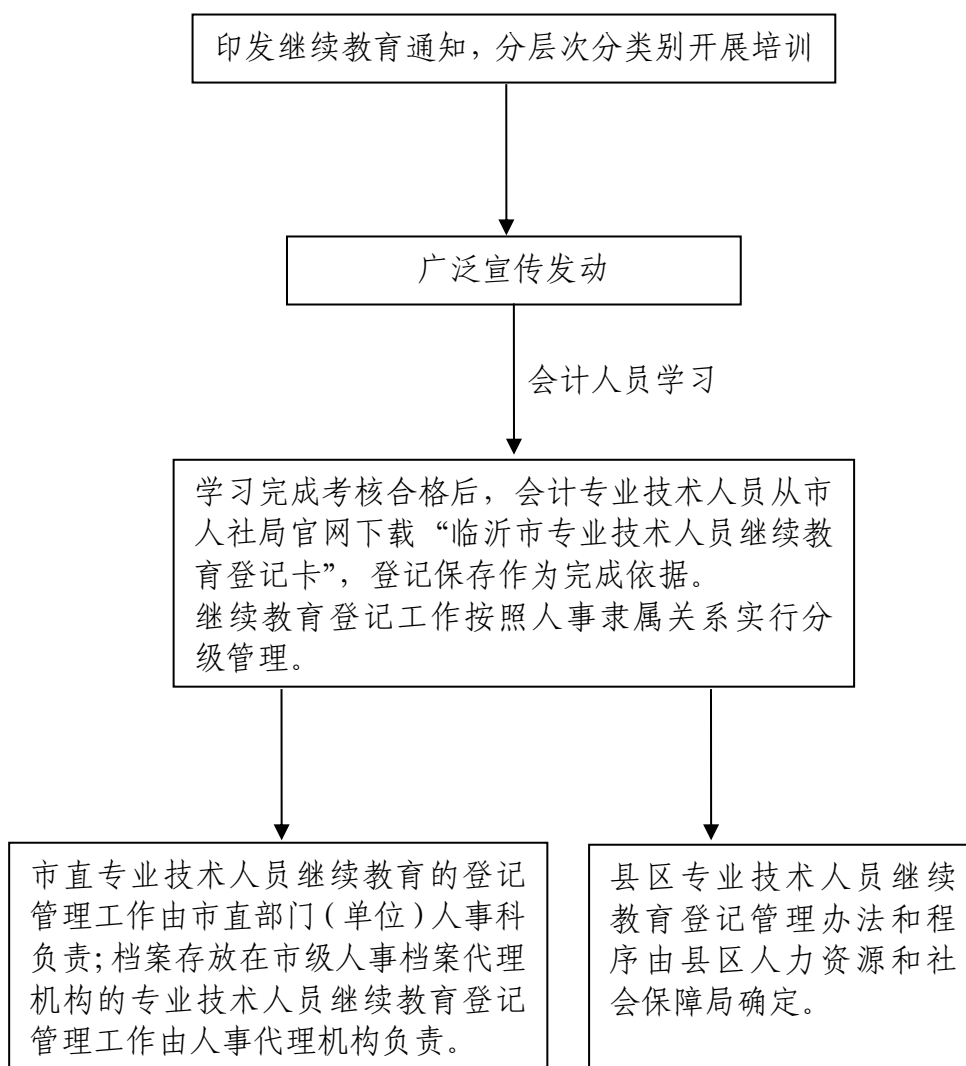 印发继续教育通知，分层次分类别开展培训
广泛宣传发动
会计人员学习
学习完成考核合格后，会计专业技术人员从市
人社局官网下载“临沂市专业技术人员继续教
育登记卡”，登记保存作为完成依据。
继续教育登记工作按照人事隶属关系实行分
级管理。
市直专业技术人员继续教育的登记
管理工作由市直部门（单位）人事科
负责；档案存放在市级人事档案代理
机构的专业技术人员继续教育登记
管理工作由人事代理机构负责。
县区专业技术人员继续
教育登记管理办法和程
序由县区人力资源和社
会保障局确定。